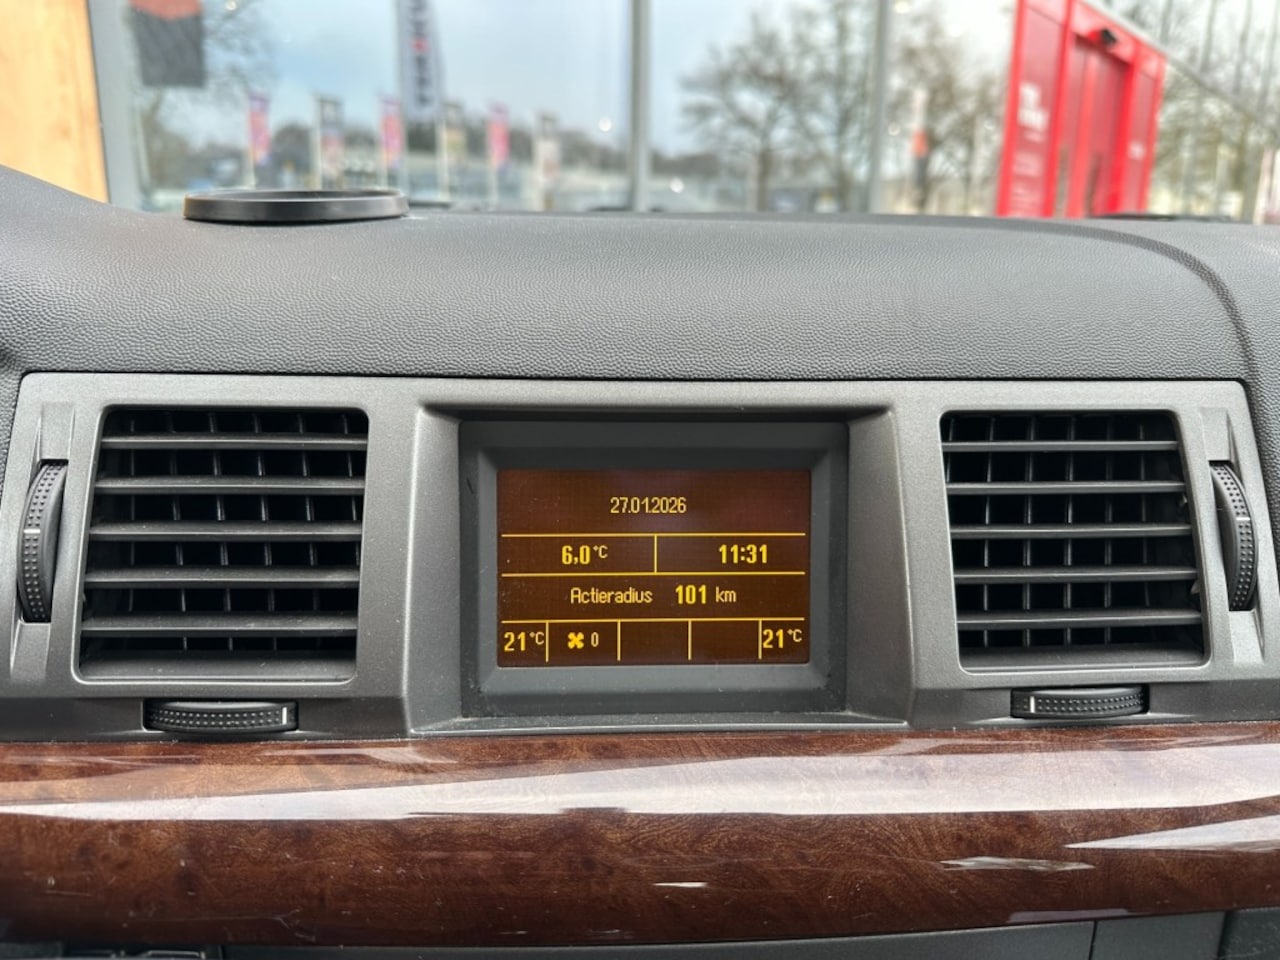 27.01.2026
6,0°C 11:31
Actieradius 101 km
21°C 0 21°C